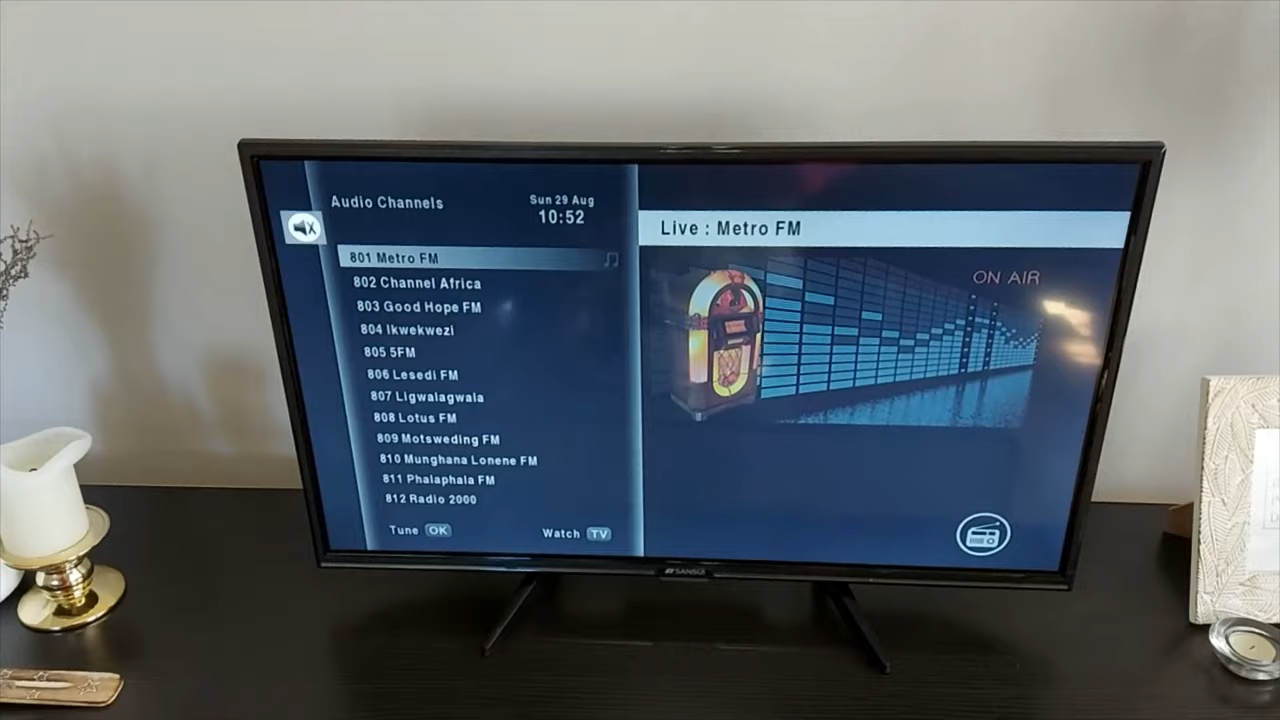 Audio Channels
Sun 29 Aug
10:52
801 Metro FM
802 Channel Africa
803 Good Hope FM
804 Ikwekwezi
805 5FM
806 Lesedi FM
807 Ligwalagwala
808 Lotus FM
809 Motsweding FM
810 Munghana Lonene FM
811 Phalaphala FM
812 Radio 2000
Tune OK
Watch TV
Live : Metro FM
ON AIR
SANSUI